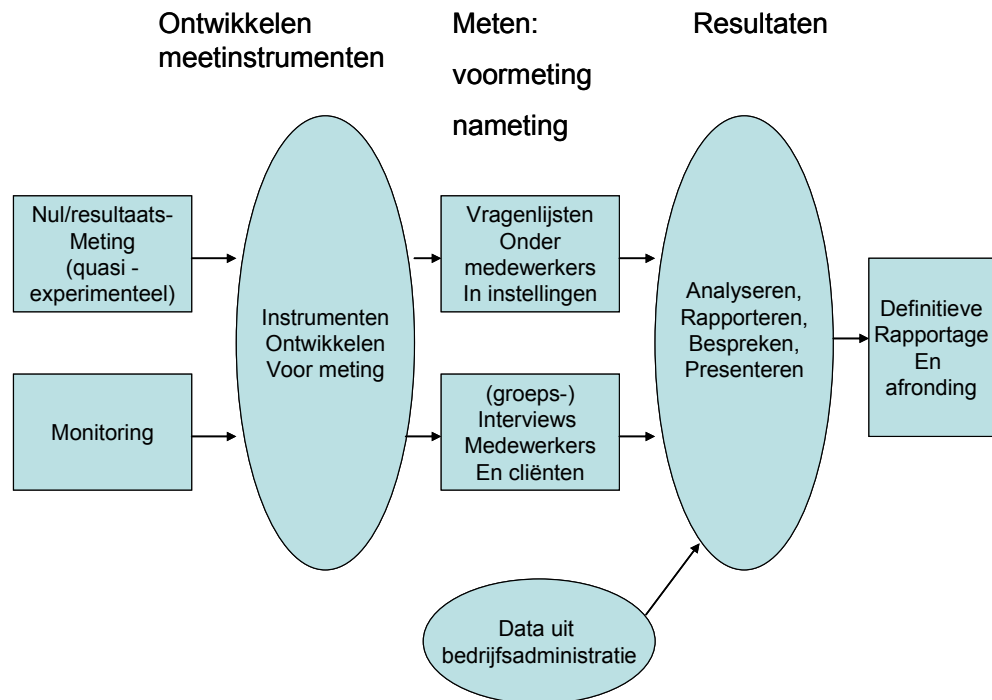 Ontwikkelen
meetinstrumenten
Meten:
voormeting
nameting
Resultaten
Nul/resultaats-
Meting
(quasi -
experimenteel)
Monitoring
Instrumenten
Ontwikkelen
Voor meting
Vragenlijsten
Onder
medewerkers
In instellingen
(groeps-)
Interviews
Medewerkers
En cliënten
Data uit
bedrijfsadministratie
Analyseren,
Rapporteren,
Bespreken,
Presenteren
Definitieve
Rapportage
En
afronding